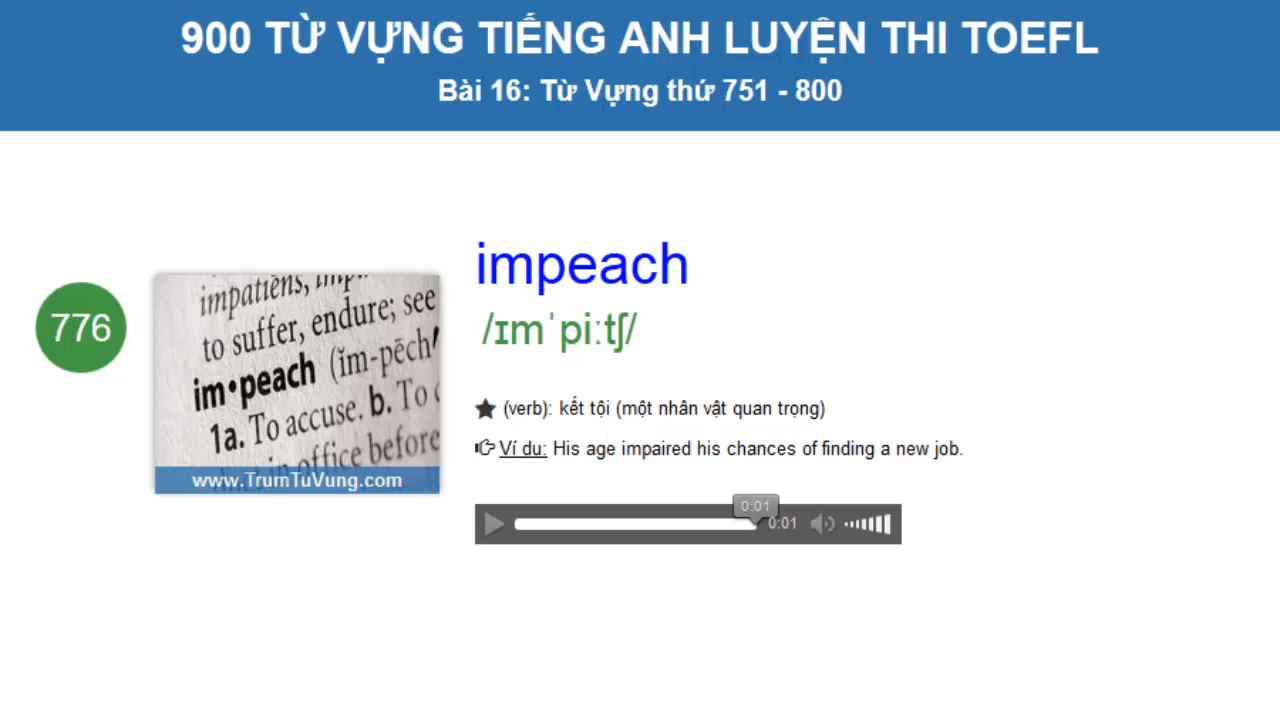 900 TỪ VỰNG TIẾNG ANH LUYỆN THI TOEFL
Bài 16: Từ Vựng thứ 751 - 800
776
impatiens,
to suffer, endure; see
im•peach (ĭm-pēch′
1a. To accuse. b. To
in office before
www.TrumTuVung.com
impeach
/ɪmˈpiːtʃ/
(verb): kết tội (một nhân vật quan trọng)
Ví du: His age impaired his chances of finding a new job.
0:01
0:01